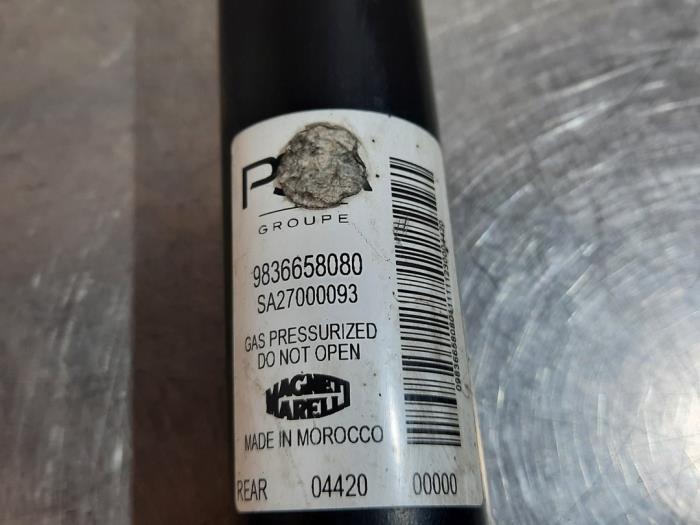 GROUPE
9836658080
SA27000093
GAS PRESSURIZED
DO NOT OPEN
MAGNETI
MARELLI
MADE IN MOROCCO
REAR 04420 00000